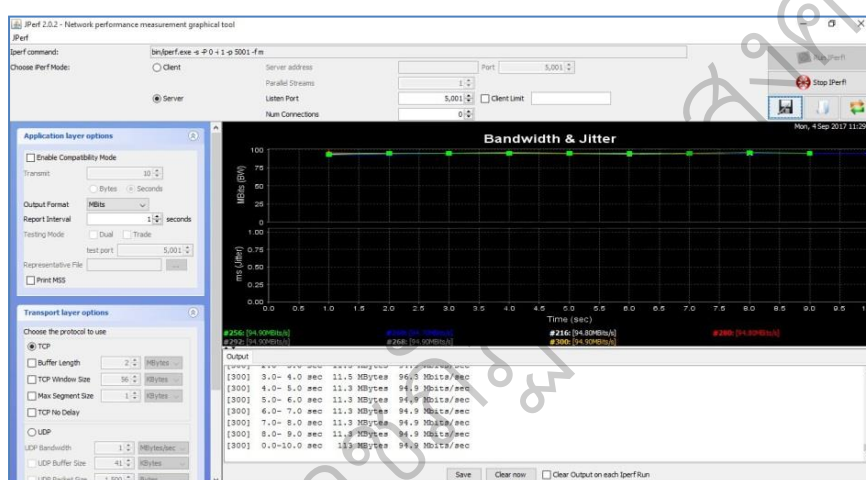 JPerf 2.0.2 - Network performance measurement graphical tool
JPerf
Iperf command:
bin/iperf.exe -s -P 0 -i 1 -p 5001 -f m
Choose iPerf Mode:
Client
Server address
Port
5,001
Parallel Streams
1
Server
Listen Port
5,001
Client Limit
Num Connections
0
Run IPerf!
Stop IPerf!
Mon, 4 Sep 2017 11:29
Application layer options
Enable Compatibility Mode
Transmit
10
Bytes
Seconds
Output Format
MBits
Report Interval
1
seconds
Testing Mode
Dual
Trade
test port
5,001
Representative File
...
Print MSS
Transport layer options
Choose the protocol to use
TCP
Buffer Length
2
MBytes
TCP Window Size
56
KBytes
Max Segment Size
1
KBytes
TCP No Delay
UDP
UDP Bandwidth
1
MBytes/sec
UDP Buffer Size
41
KBytes
UDP Packet Size
1,500
Bytes
Bandwidth & Jitter
MBits (BW)
100
75
50
25
0
ms (Jitter)
1.00
0.75
0.50
0.25
0.00
0.0 0.5 1.0 1.5 2.0 2.5 3.0 3.5 4.0 4.5 5.0 5.5 6.0 6.5 7.0 7.5 8.0 8.5 9.0 9.5
Time (sec)
#256: [94.90MBits/s]
#216: [94.80MBits/s]
#280: [94.80MBits/s]
#292: [94.90MBits/s]
#268: [94.90MBits/s]
#300: [94.90MBits/s]
Output
[300] 3.0- 4.0 sec 11.5 MBytes 96.3 Mbits/sec
[300] 4.0- 5.0 sec 11.3 MBytes 94.9 Mbits/sec
[300] 5.0- 6.0 sec 11.3 MBytes 94.9 Mbits/sec
[300] 6.0- 7.0 sec 11.3 MBytes 94.9 Mbits/sec
[300] 7.0- 8.0 sec 11.3 MBytes 94.9 Mbits/sec
[300] 8.0- 9.0 sec 11.3 MBytes 94.9 Mbits/sec
[300] 0.0-10.0 sec 113 MBytes 94.9 Mbits/sec
Save
Clear now
Clear Output on each Iperf Run